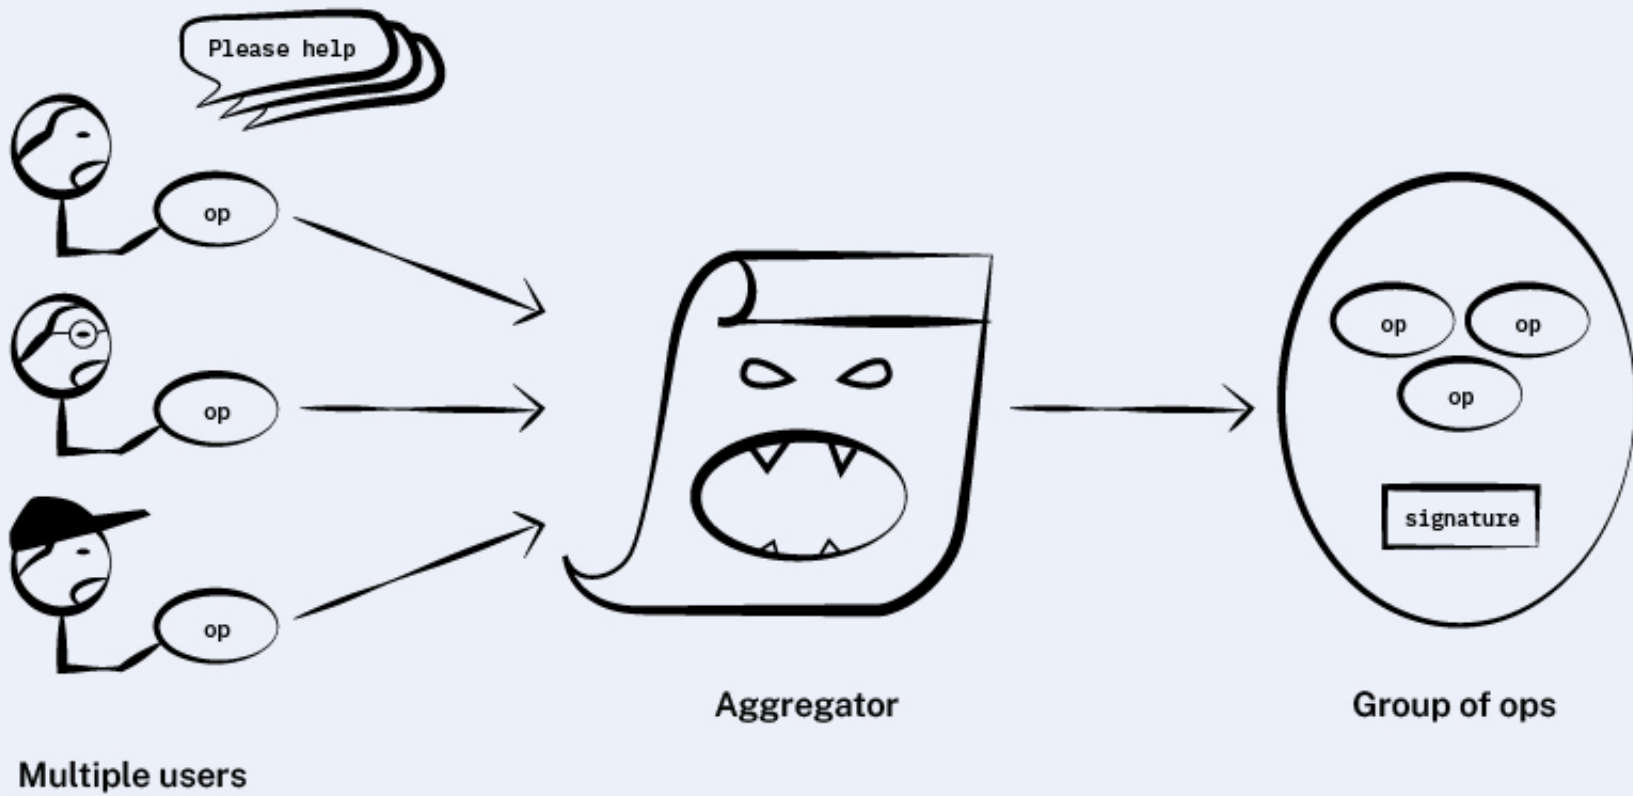 Please help
op
op
op
Multiple users
Aggregator
op
op
op
signature
Group of ops